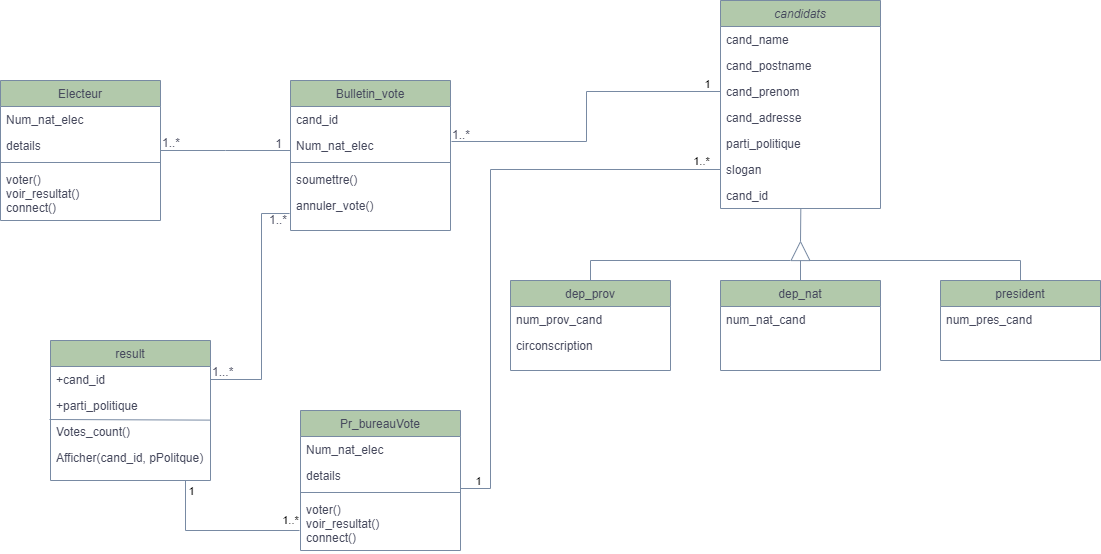 candidats
cand_name
cand_postname
cand_prenom
cand_adresse
parti_politique
slogan
cand_id
Electeur
Num_nat_elec
details
voter()
voir_resultat()
connect()
1..*
1
Bulletin_vote
cand_id
Num_nat_elec
soumettre()
annuler_vote()
1..*
1
1..*
1..*
dep_prov
num_prov_cand
circonscription
dep_nat
num_nat_cand
president
num_pres_cand
result
+cand_id
+parti_politique
Votes_count()
Afficher(cand_id, pPolitque)
1...*
1
1..*
Pr_bureauVote
Num_nat_elec
details
voter()
voir_resultat()
connect()
1